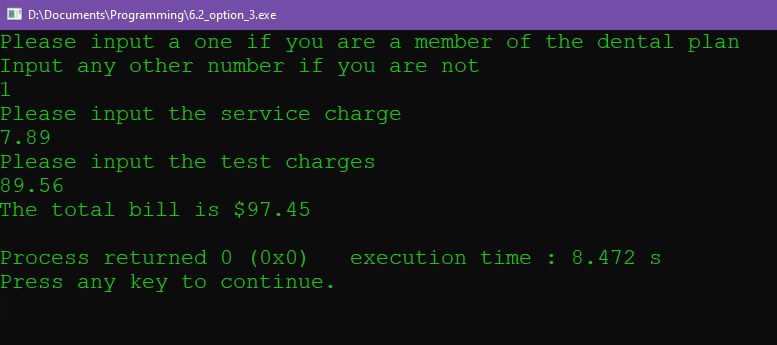 D:\Documents\Programming\6.2_option_3.exe
Please input a one if you are a member of the dental plan
Input any other number if you are not
1
Please input the service charge
7.89
Please input the test charges
89.56
The total bill is $97.45
Process returned 0 (0x0)   execution time : 8.472 s
Press any key to continue.